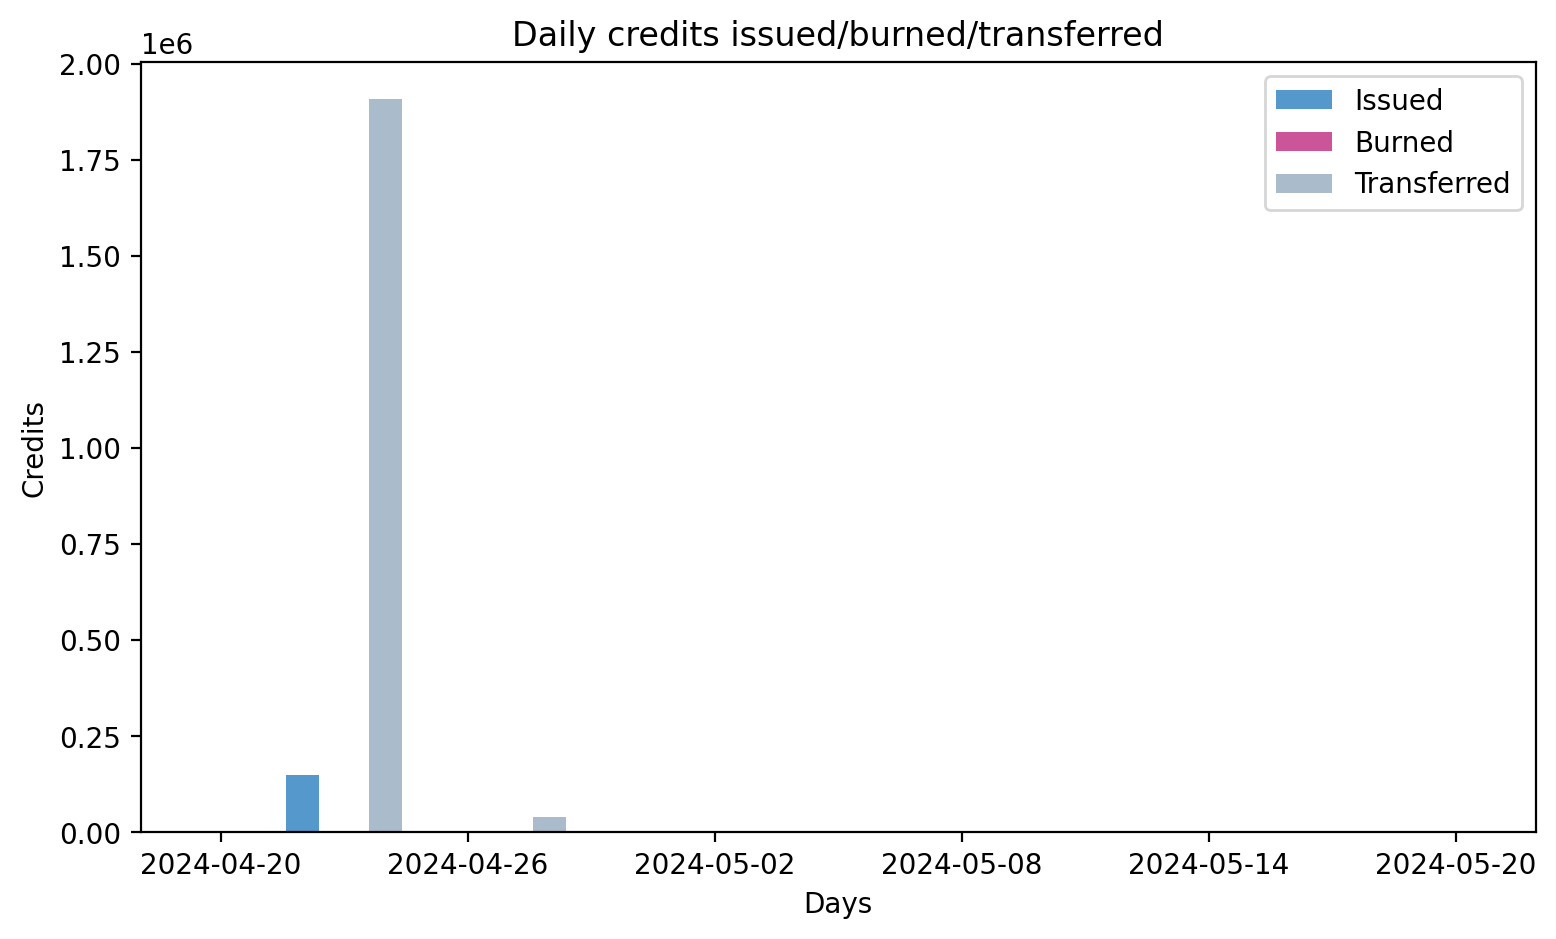 Daily credits issued/burned/transferred
1e6
2.00
1.75
1.50
1.25
1.00
0.75
0.50
0.25
0.00
Credits
Issued
Burned
Transferred
2024-04-20 2024-04-26 2024-05-02 2024-05-08 2024-05-14 2024-05-20
Days